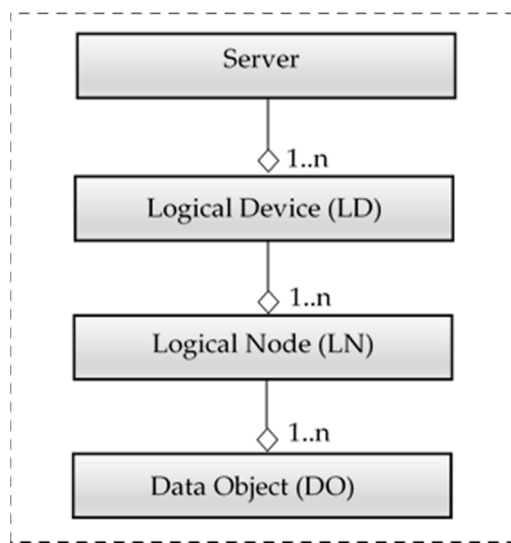 Server
1..n
Logical Device (LD)
1..n
Logical Node (LN)
1..n
Data Object (DO)